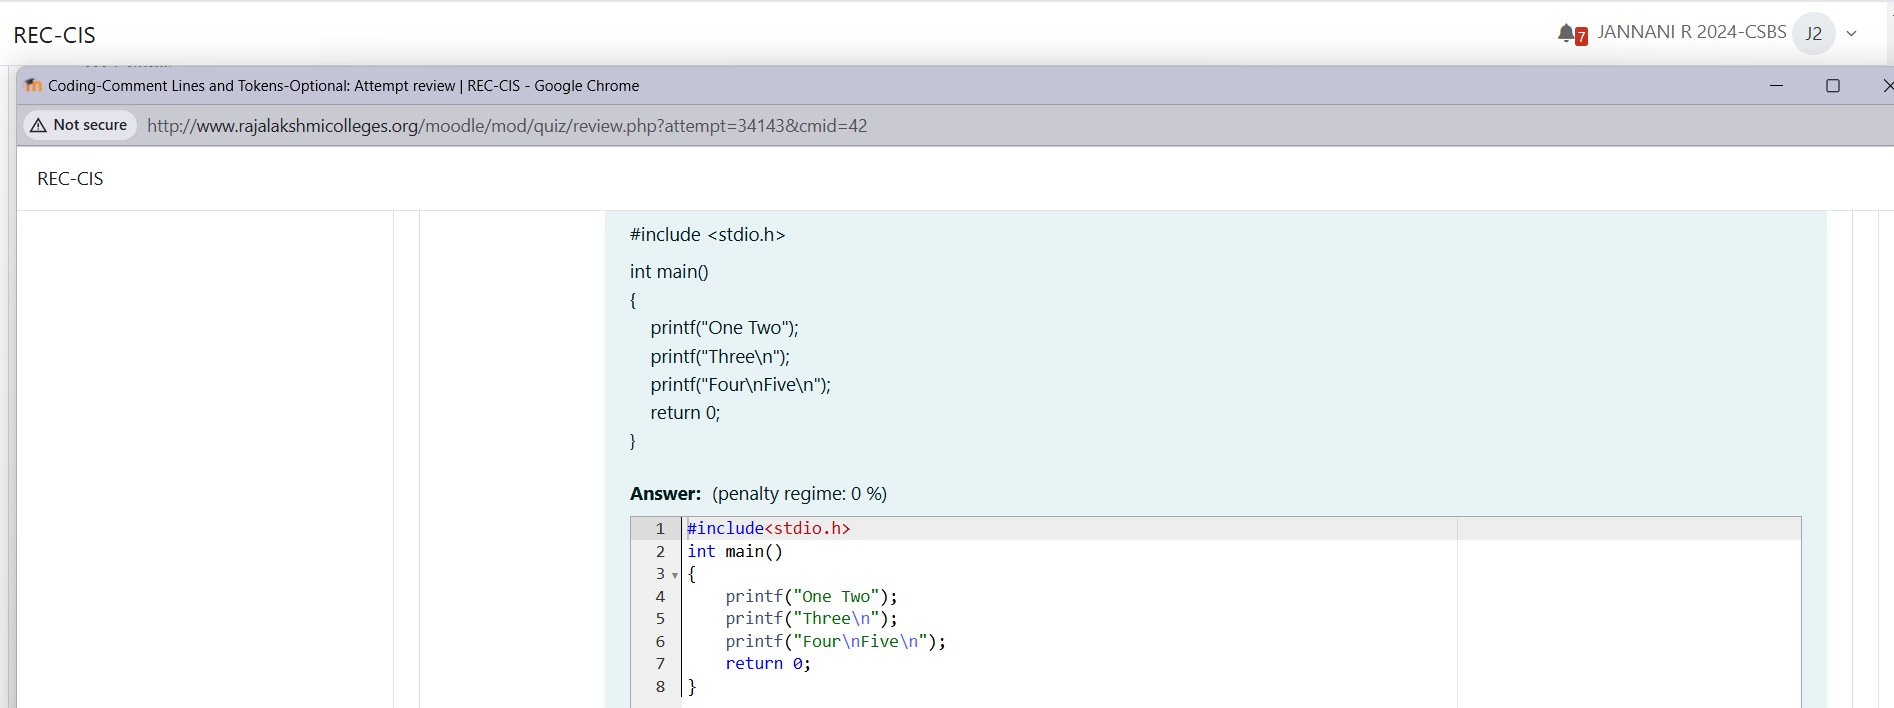 REC-CIS
7 JANNANI R 2024-CSBS J2
Coding-Comment Lines and Tokens-Optional: Attempt review | REC-CIS - Google Chrome
Not secure http://www.rajalakshmicolleges.org/moodle/mod/quiz/review.php?attempt=34143&cmid=42
REC-CIS
#include <stdio.h>
int main()
{
printf("One Two");
printf("Three\n");
printf("Four\nFive\n");
return 0;
}
Answer: (penalty regime: 0 %)
1 #include<stdio.h>
2 int main()
3 {
4 printf("One Two");
5 printf("Three\n");
6 printf("Four\nFive\n");
7 return 0;
8 }